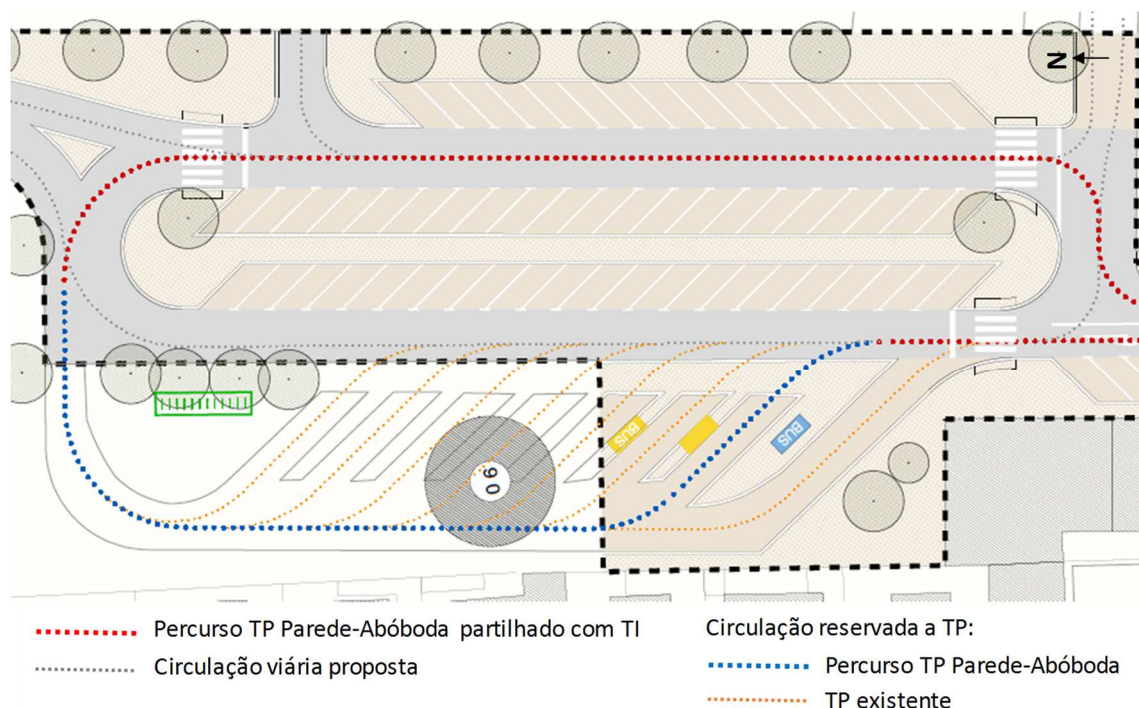 N
BUS
BUS
06
Percurso TP Parede-Abóboda partilhado com TI
Circulação viária proposta
Circulação reservada a TP:
Percurso TP Parede-Abóboda
TP existente